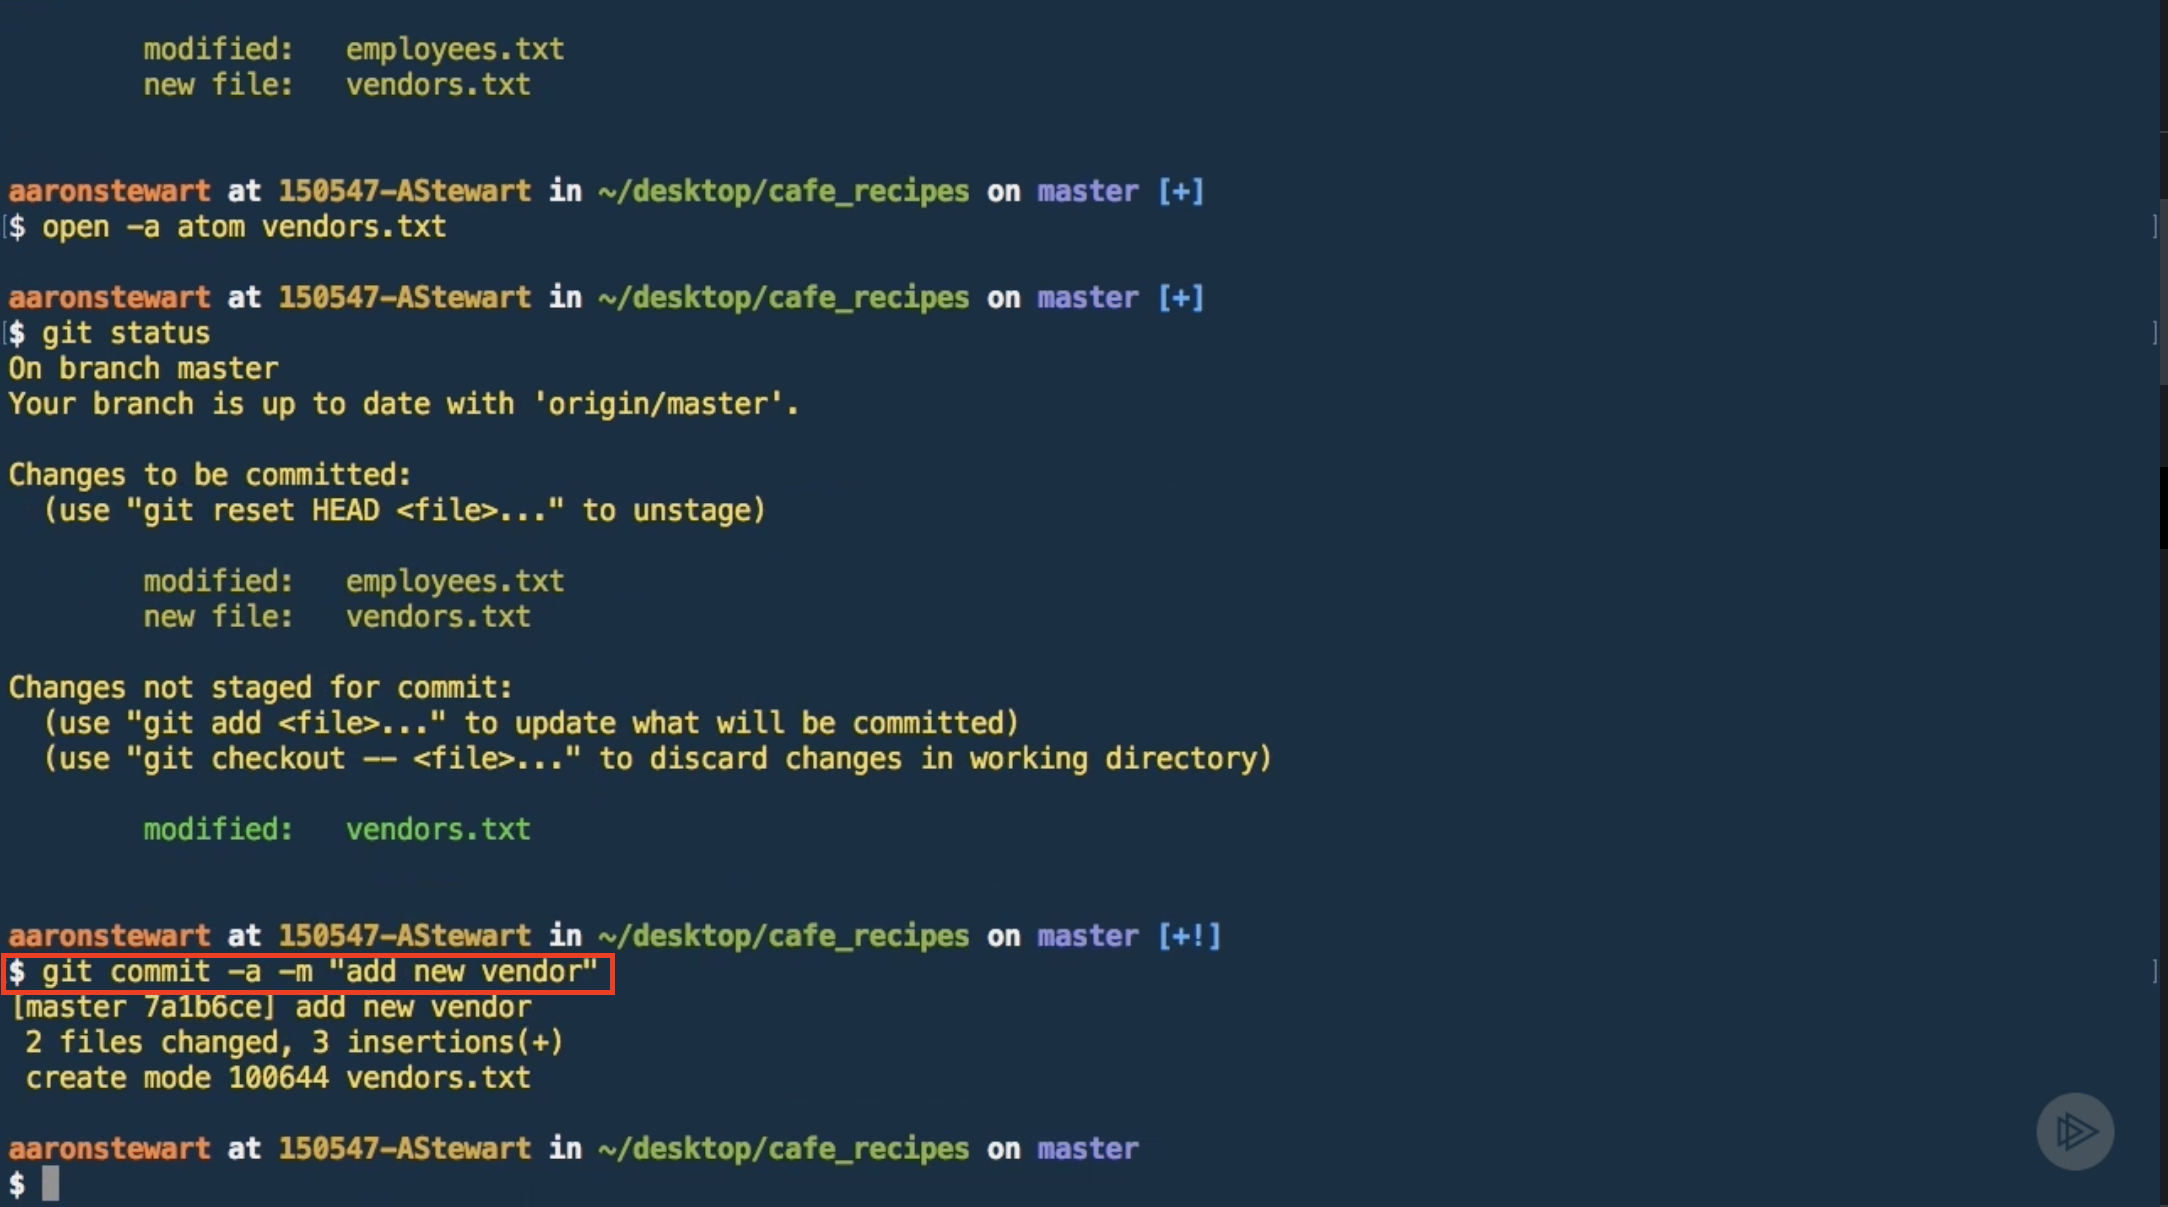 modified:   employees.txt
        new file:   vendors.txt
aaronstewart at 150547-AStewart in ~/desktop/cafe_recipes on master [+]
[$ open -a atom vendors.txt ]
aaronstewart at 150547-AStewart in ~/desktop/cafe_recipes on master [+]
[$ git status ]
On branch master
Your branch is up to date with 'origin/master'.
Changes to be committed:
  (use "git reset HEAD <file>..." to unstage)
        modified:   employees.txt
        new file:   vendors.txt
Changes not staged for commit:
  (use "git add <file>..." to update what will be committed)
  (use "git checkout -- <file>..." to discard changes in working directory)
        modified:   vendors.txt
aaronstewart at 150547-AStewart in ~/desktop/cafe_recipes on master [+!]
$ git commit -a -m "add new vendor" ]
[master 7a1b6ce] add new vendor
 2 files changed, 3 insertions(+)
 create mode 100644 vendors.txt
aaronstewart at 150547-AStewart in ~/desktop/cafe_recipes on master
$